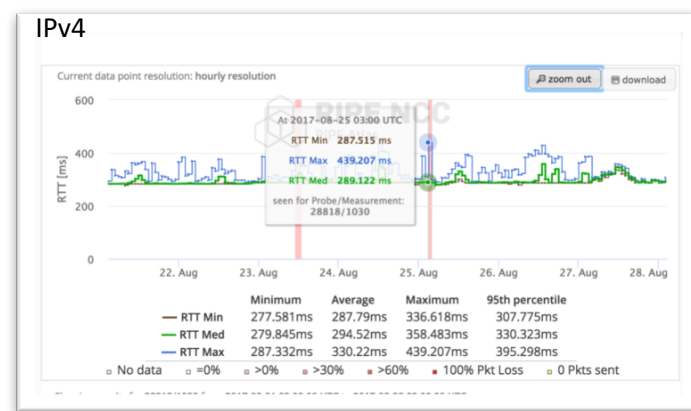 IPv4
Current data point resolution: hourly resolution
zoom out
download
RIPE NCC
RIPE Atlas
At 2017-08-25 03:00 UTC
RTT Min 287.515 ms
RTT Max 439.207 ms
RTT Med 289.122 ms
seen for Probe/Measurement:
28818/1030
RTT [ms]
600
400
200
0
22. Aug 23. Aug 24. Aug 25. Aug 26. Aug 27. Aug 28. Aug
Minimum Average Maximum 95th percentile
RTT Min 277.581ms 287.79ms 336.618ms 307.775ms
RTT Med 279.845ms 294.52ms 358.483ms 330.323ms
RTT Max 287.332ms 330.22ms 439.207ms 395.298ms
No data =0% >0% >30% >60% 100% Pkt Loss 0 Pkts sent